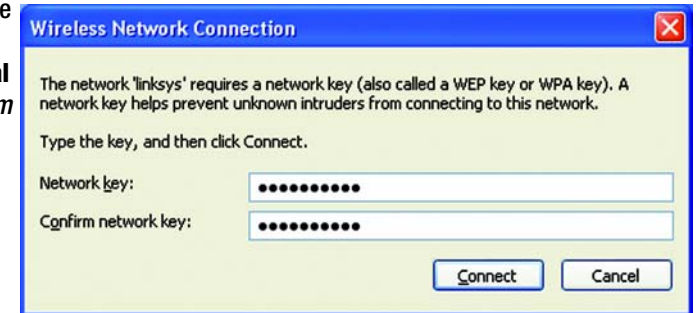 e
al
m
Wireless Network Connection
The network 'linksys' requires a network key (also called a WEP key or WPA key). A
network key helps prevent unknown intruders from connecting to this network.
Type the key, and then click Connect.
Network key: ••••••••••
Confirm network key: ••••••••••
Connect Cancel